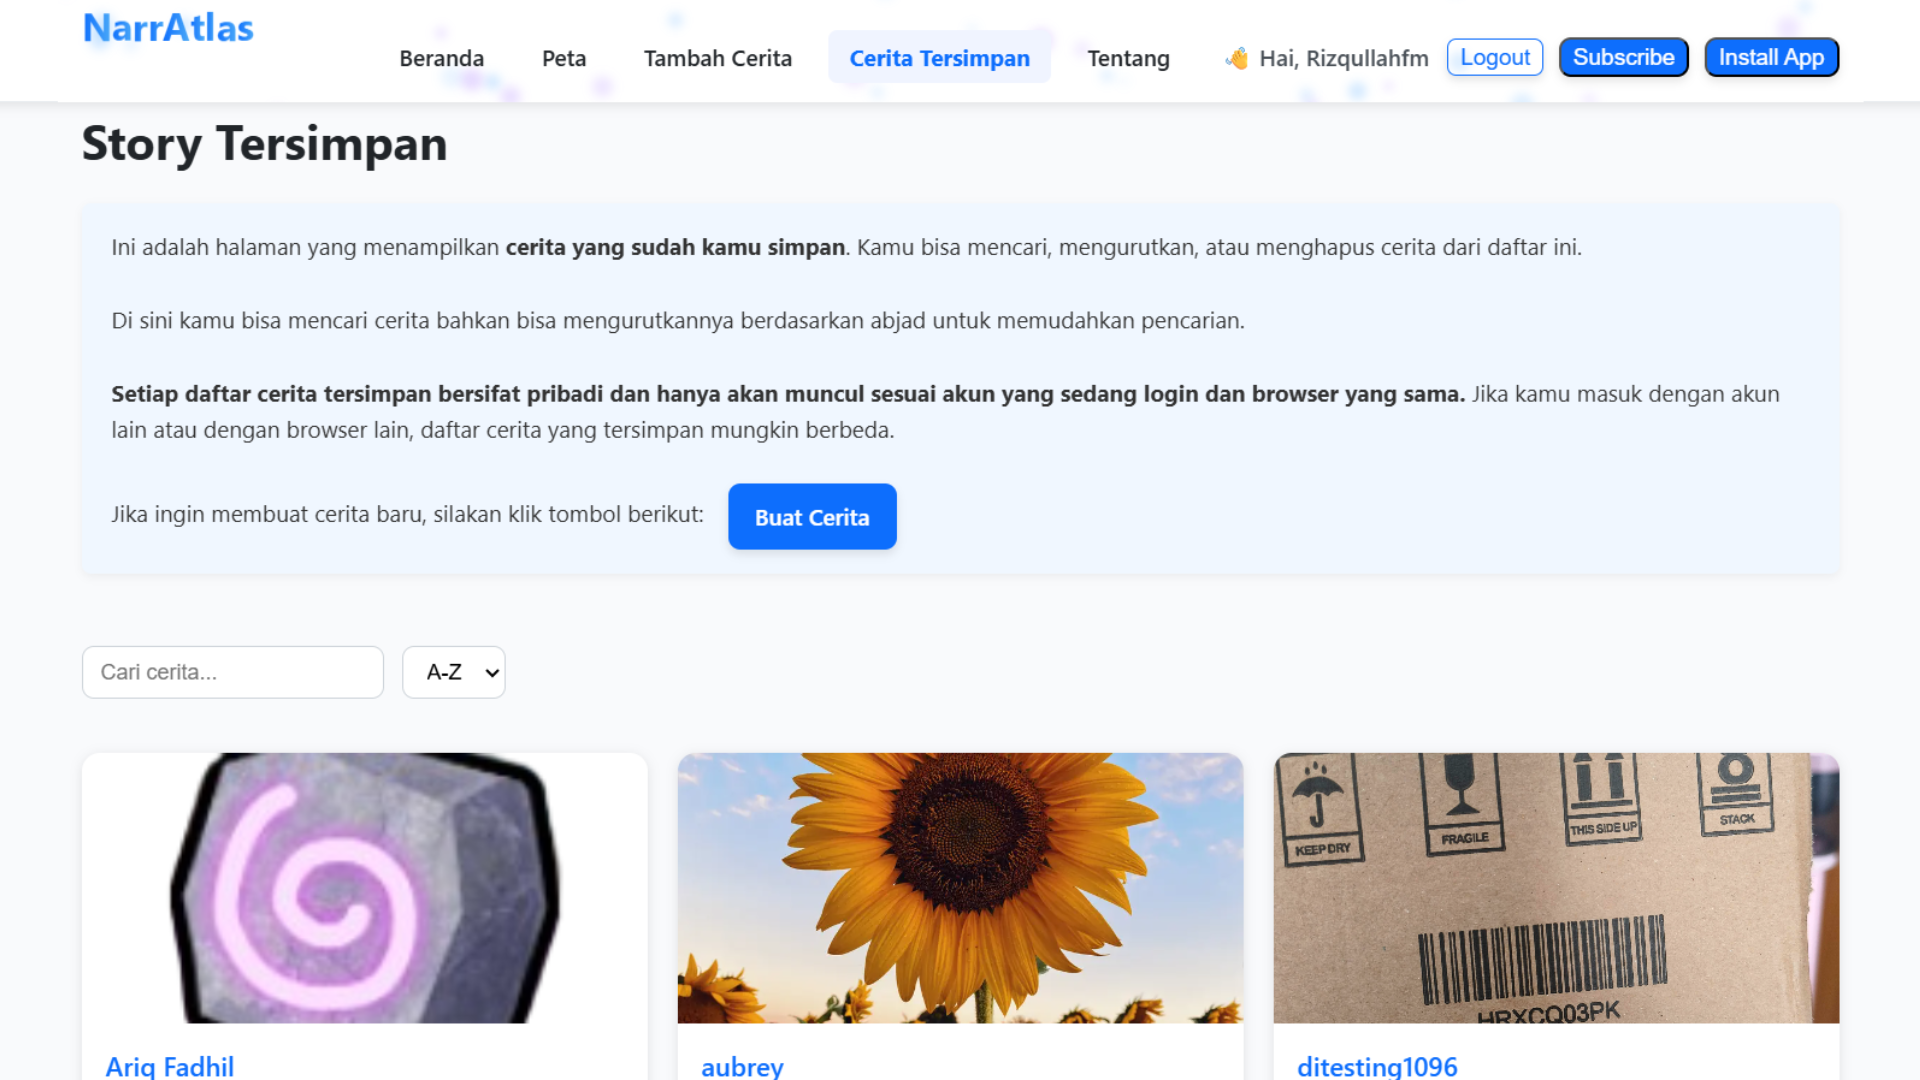 NarrAtlas
Beranda
Peta
Tambah Cerita
Cerita Tersimpan
Tentang
👋 Hai, Rizqullahfm
Logout
Subscribe
Install App
Story Tersimpan
Ini adalah halaman yang menampilkan cerita yang sudah kamu simpan. Kamu bisa mencari, mengurutkan, atau menghapus cerita dari daftar ini.
Di sini kamu bisa mencari cerita bahkan bisa mengurutkannya berdasarkan abjad untuk memudahkan pencarian.
Setiap daftar cerita tersimpan bersifat pribadi dan hanya akan muncul sesuai akun yang sedang login dan browser yang sama. Jika kamu masuk dengan akun
lain atau dengan browser lain, daftar cerita yang tersimpan mungkin berbeda.
Jika ingin membuat cerita baru, silakan klik tombol berikut:
Buat Cerita
Cari cerita...
A-Z
KEEP DRY
FRAGILE
THIS SIDE UP
STACK
HRXCQ03PK
Ariq Fadhil
aubrey
ditesting1096